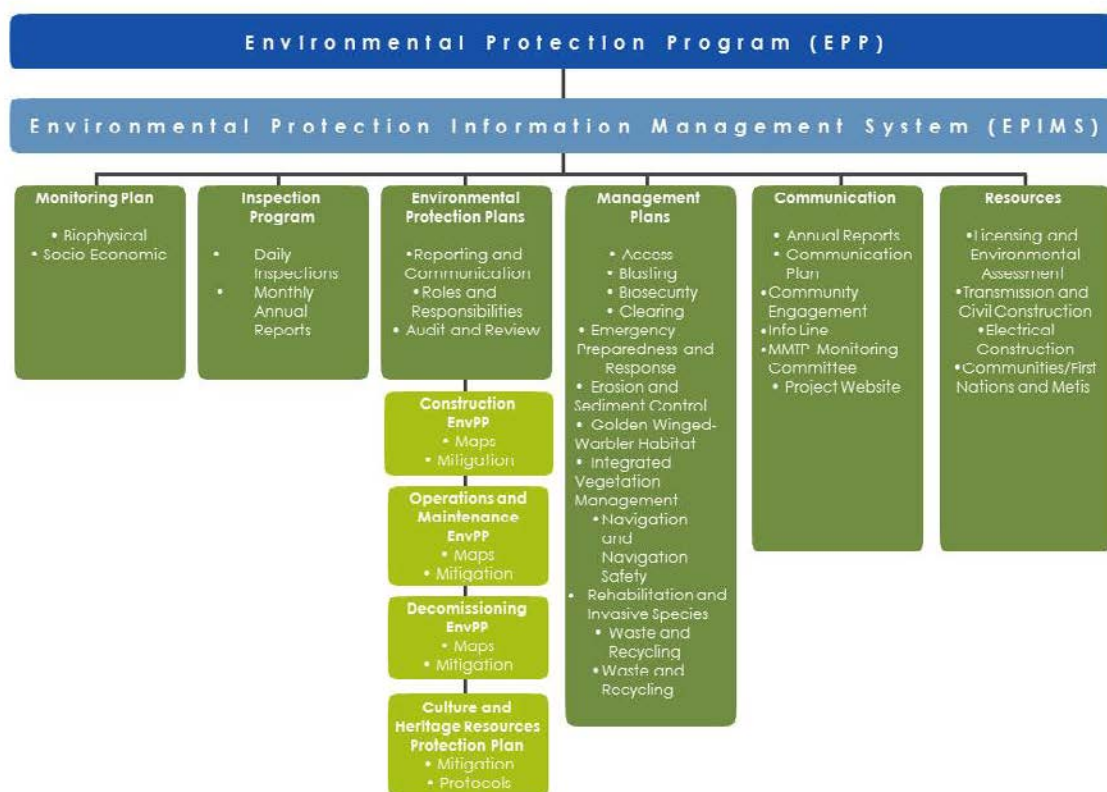 Environmental Protection Program (EPP)
Environmental Protection Information Management System (EPIMS)
Monitoring Plan
• Biophysical
• Socio Economic
Inspection
Program
• Daily
Inspections
• Monthly
Annual
Reports
Environmental
Protection Plans
• Reporting and
Communication
• Roles and
Responsibilities
• Audit and Review
Construction
EnvPP
• Maps
• Mitigation
Operations and
Maintenance
EnvPP
• Maps
• Mitigation
Decomissioning
EnvPP
• Maps
• Mitigation
Culture and
Heritage Resources
Protection Plan
• Mitigation
• Protocols
Management
Plans
• Access
• Blasting
• Biosecurity
• Clearing
• Emergency
Preparedness and
Response
• Erosion and
Sediment Control
• Golden Winged-
Warbler Habitat
• Integrated
Vegetation
Management
• Navigation
and
Navigation
Safety
• Rehabilitation and
Invasive Species
• Waste and
Recycling
• Waste and
Recycling
Communication
• Annual Reports
• Communication
Plan
• Community
Engagement
• Info Line
• MMTP Monitoring
Committee
• Project Website
Resources
• Licensing and
Environmental
Assessment
• Transmission and
Civil Construction
• Electrical
Construction
• Communities/First
Nations and Metis